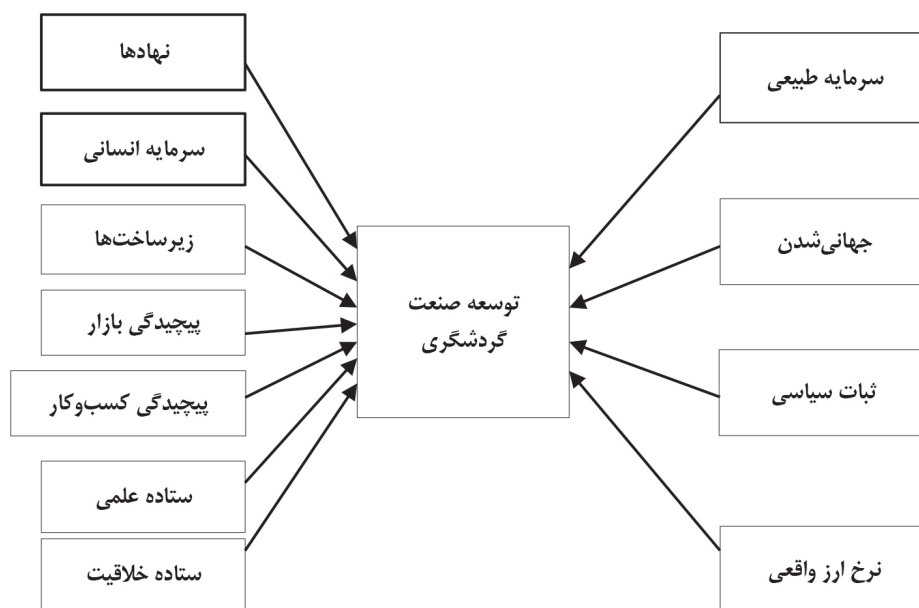 نهادها
سرمایه انسانی
زیرساخت‌ها
پیچیدگی بازار
پیچیدگی کسب‌وکار
ستاده علمی
ستاده خلاقیت
توسعه صنعت
گردشگری
سرمایه طبیعی
جهانی‌شدن
ثبات سیاسی
نرخ ارز واقعی